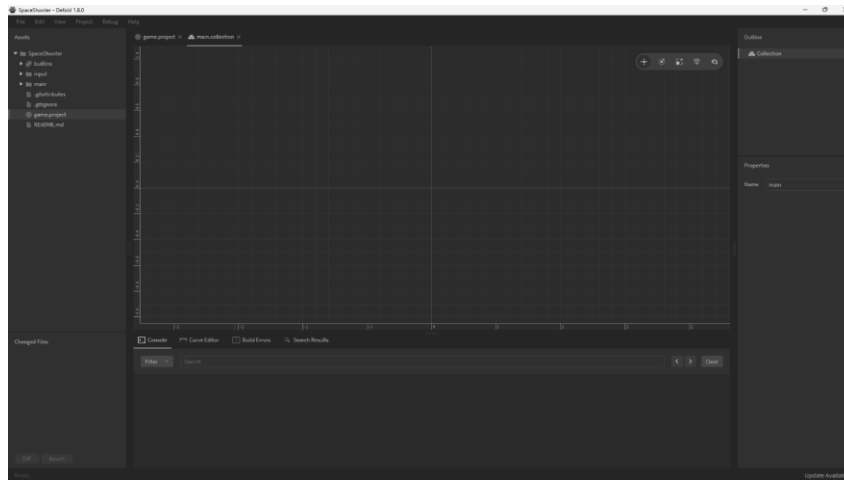 SpaceShooter - Defold 1.8.0
File Edit View Project Debug Help
Assets
SpaceShooter
builtins
input
main
.gitattributes
.gitignore
game.project
README.md
Changed Files
Diff Revert
Ready
game.project × main.collection ×
Console Curve Editor Build Errors Search Results
Filter Search Clear
Outline
Collection
Properties
Name main
Update Availab